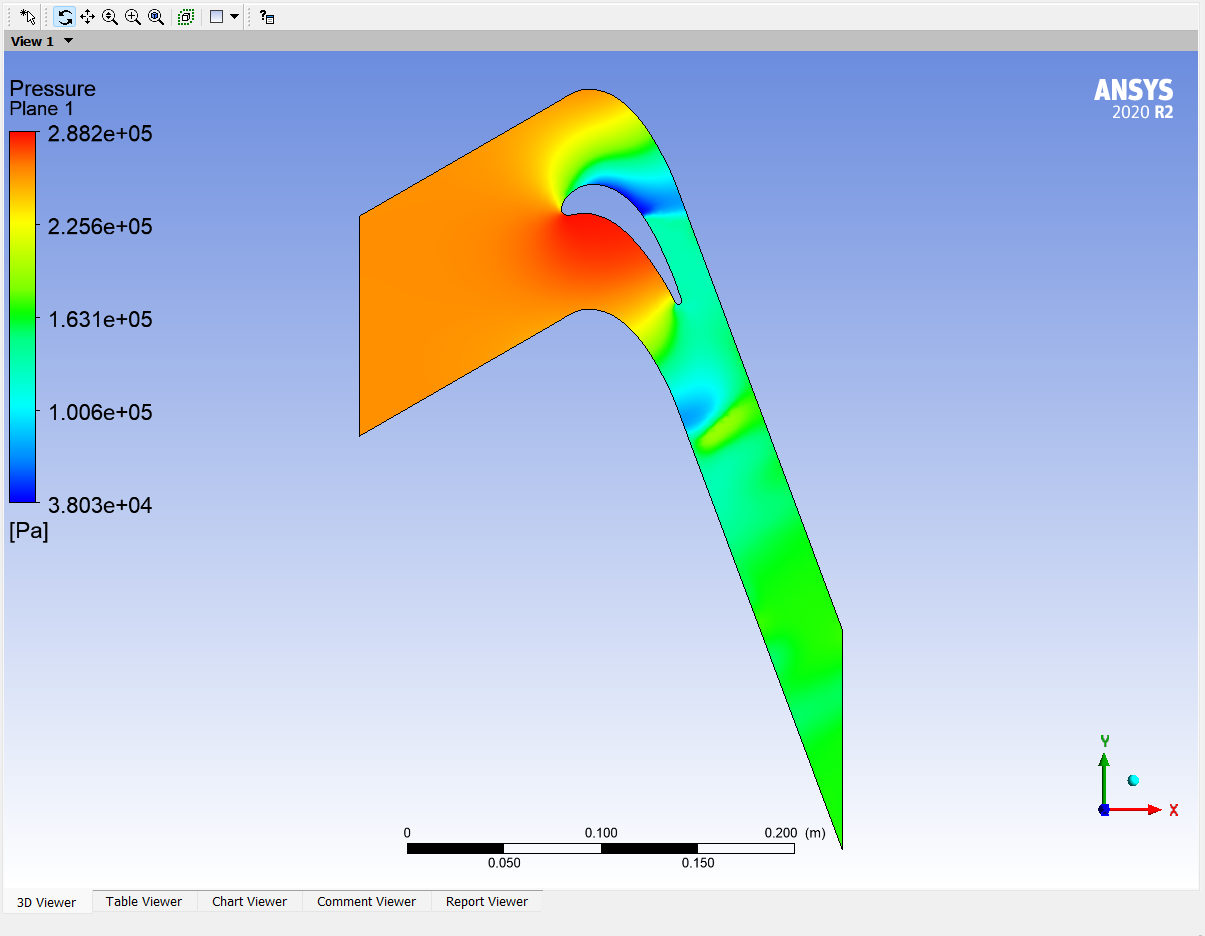 View 1
Pressure
Plane 1
2.882e+05
2.256e+05
1.631e+05
1.006e+05
3.803e+04
[Pa]
ANSYS
2020 R2
Y
X
0 0.100 0.200 (m)
0.050 0.150
3D Viewer Table Viewer Chart Viewer Comment Viewer Report Viewer